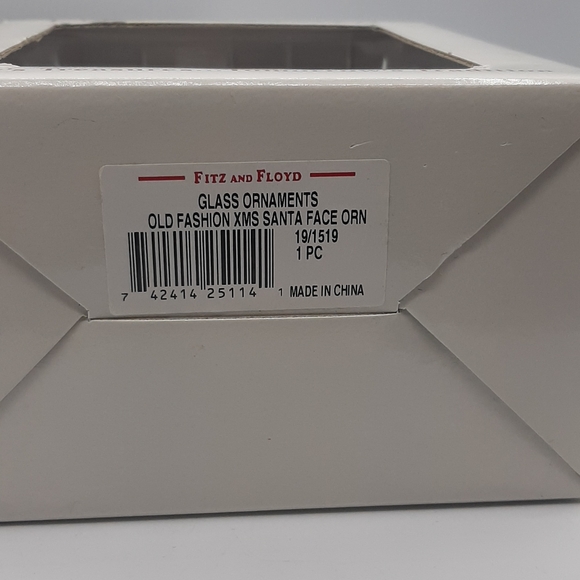 FITZ AND FLOYD
GLASS ORNAMENTS
OLD FASHION XMS SANTA FACE ORN
19/1519
1 PC
7 42414 25114 1 MADE IN CHINA